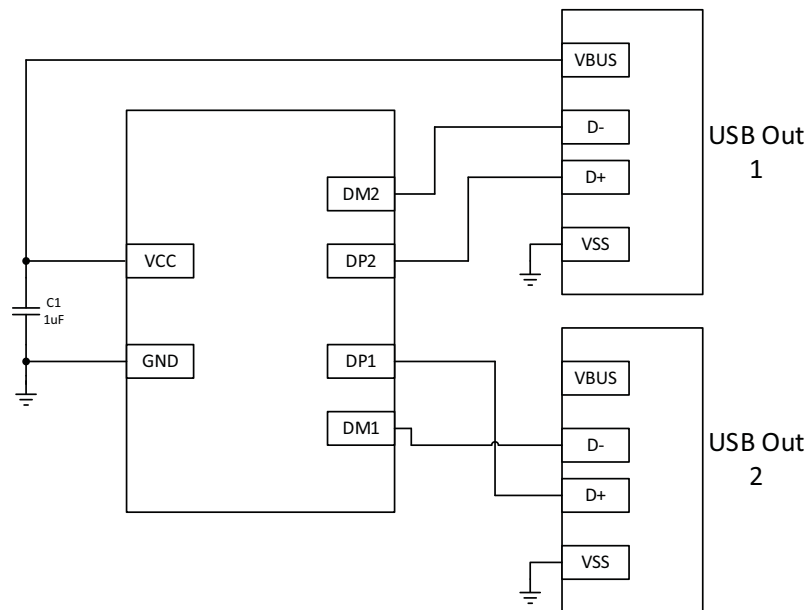 VBUS
D-
D+
VSS
USB Out
1
DM2
DP2
VCC
C1
1uF
GND
DP1
DM1
VBUS
D-
D+
VSS
USB Out
2